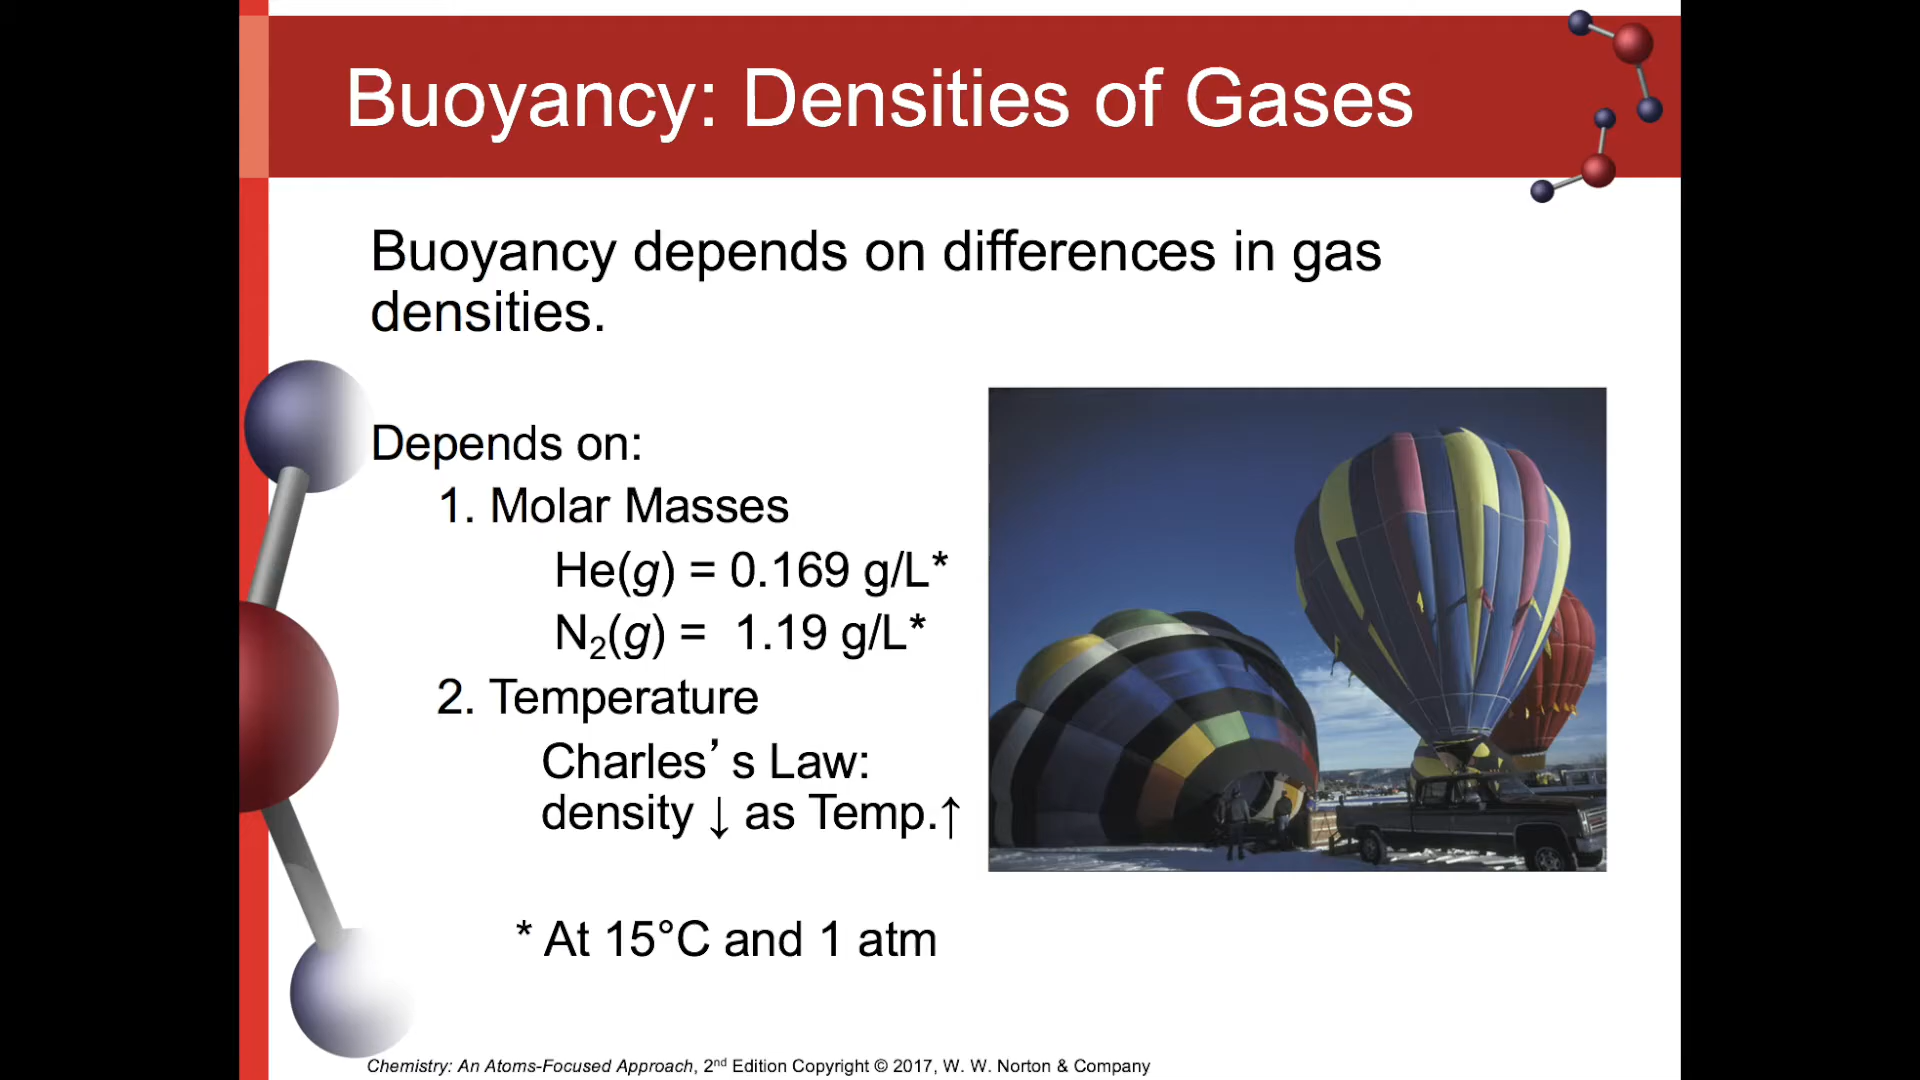 Buoyancy: Densities of Gases
Buoyancy depends on differences in gas
densities.
Depends on:
1. Molar Masses
He(g) = 0.169 g/L*
N₂(g) = 1.19 g/L*
2. Temperature
Charles’ s Law:
density ↓ as Temp.↑
* At 15°C and 1 atm
Chemistry: An Atoms-Focused Approach, 2nd Edition Copyright © 2017, W. W. Norton & Company